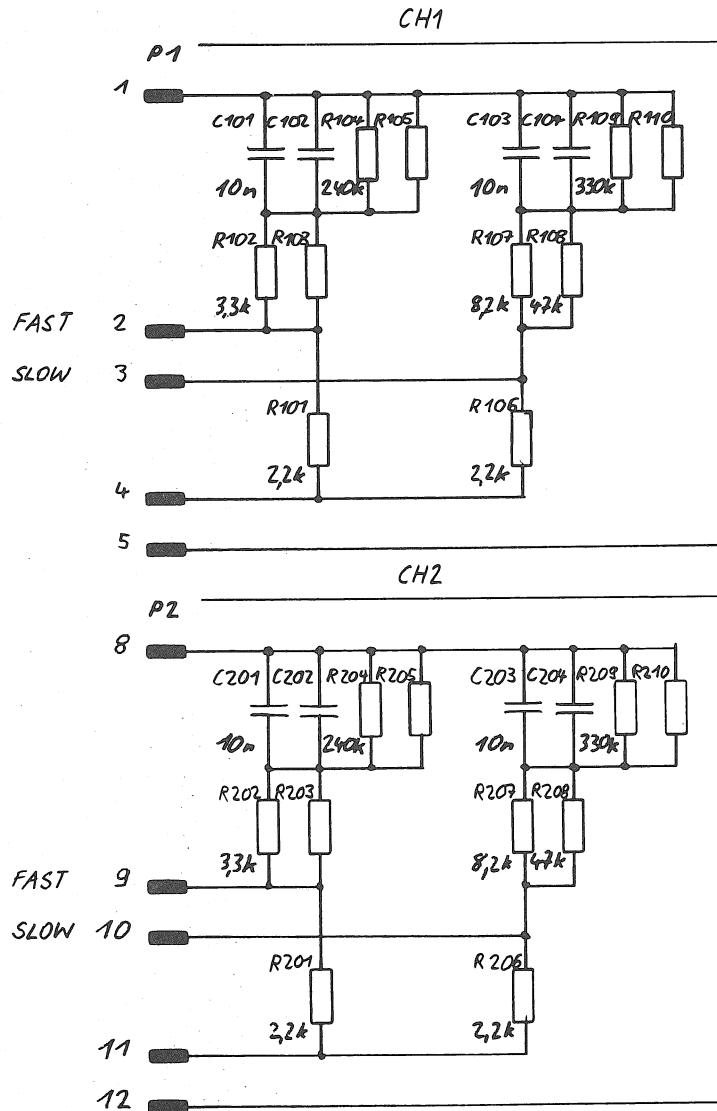 CH1
P1
1
C101 C102 R104 R105 C103 C104 R109 R110
10n 240k 10n 330k
R102 R103 R107 R108
3,3k 8,2k 47k
FAST 2
SLOW 3
R101 R106
2,2k 2,2k
4
5
CH2
P2
8
C201 C202 R204 R205 C203 C204 R209 R210
10n 240k 10n 330k
R202 R203 R207 R208
3,3k 8,2k 47k
FAST 9
SLOW 10
R201 R206
2,2k 2,2k
11
12